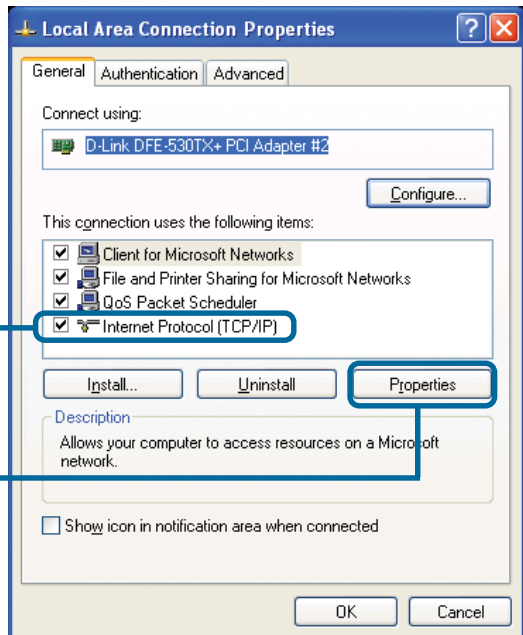 Local Area Connection Properties
General Authentication Advanced
Connect using:
D-Link DFE-530TX+ PCI Adapter #2
Configure...
This connection uses the following items:
Client for Microsoft Networks
File and Printer Sharing for Microsoft Networks
QoS Packet Scheduler
Internet Protocol (TCP/IP)
Install... Uninstall Properties
Description
Allows your computer to access resources on a Microsoft
network.
Show icon in notification area when connected
OK Cancel